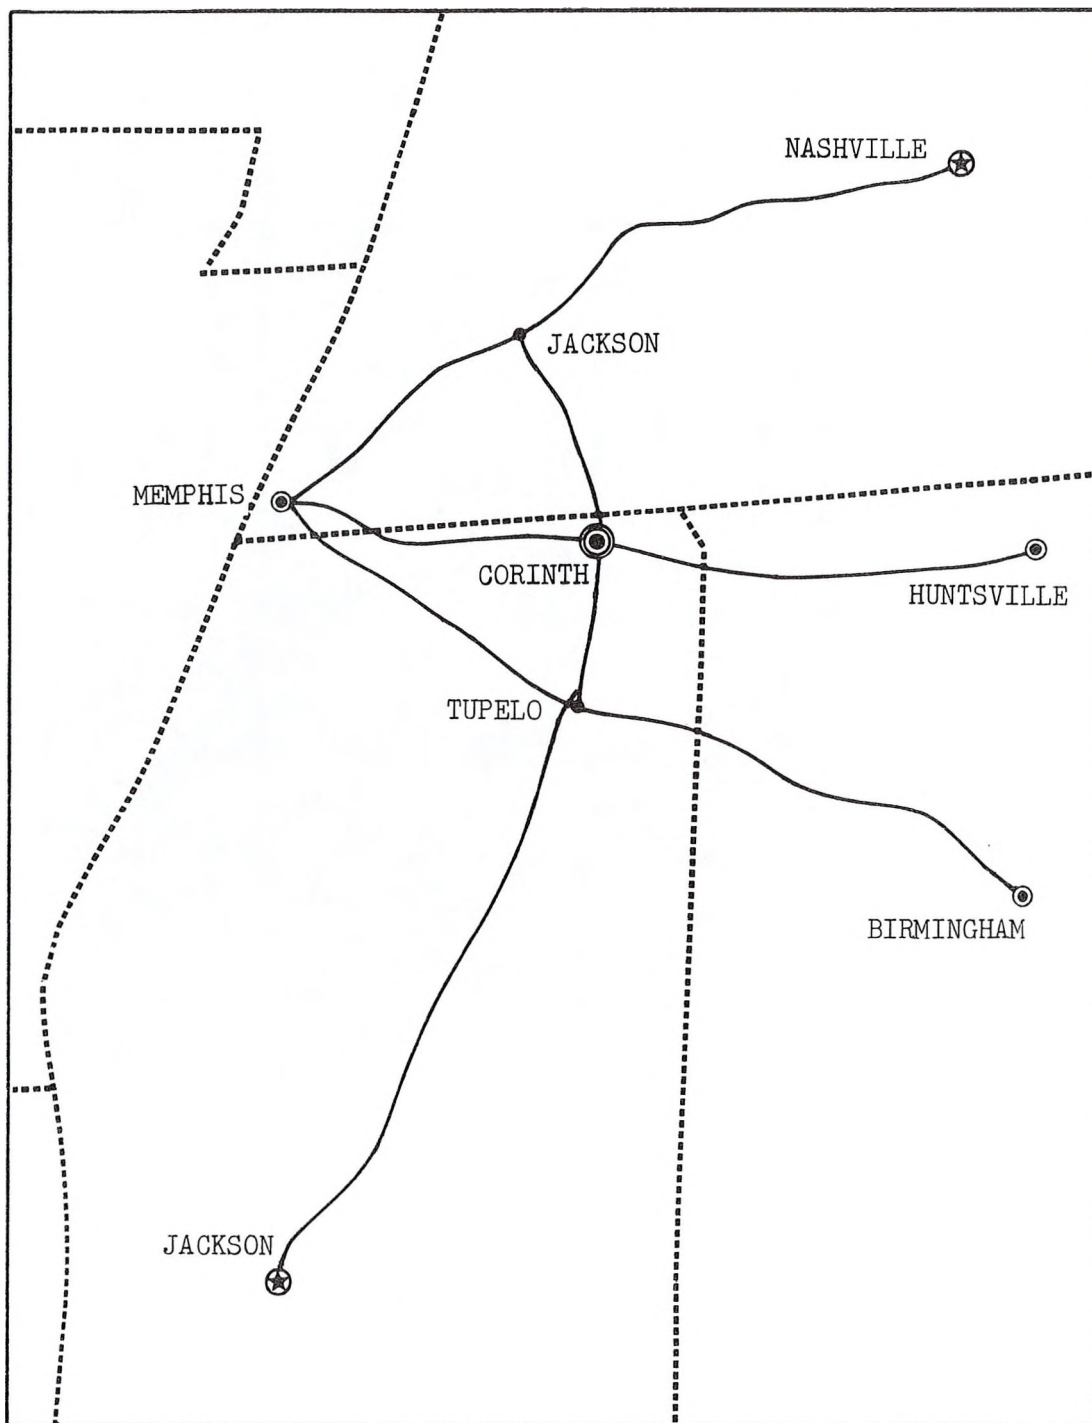 NASHVILLE
JACKSON
MEMPHIS
CORINTH
HUNTSVILLE
TUPELO
BIRMINGHAM
JACKSON